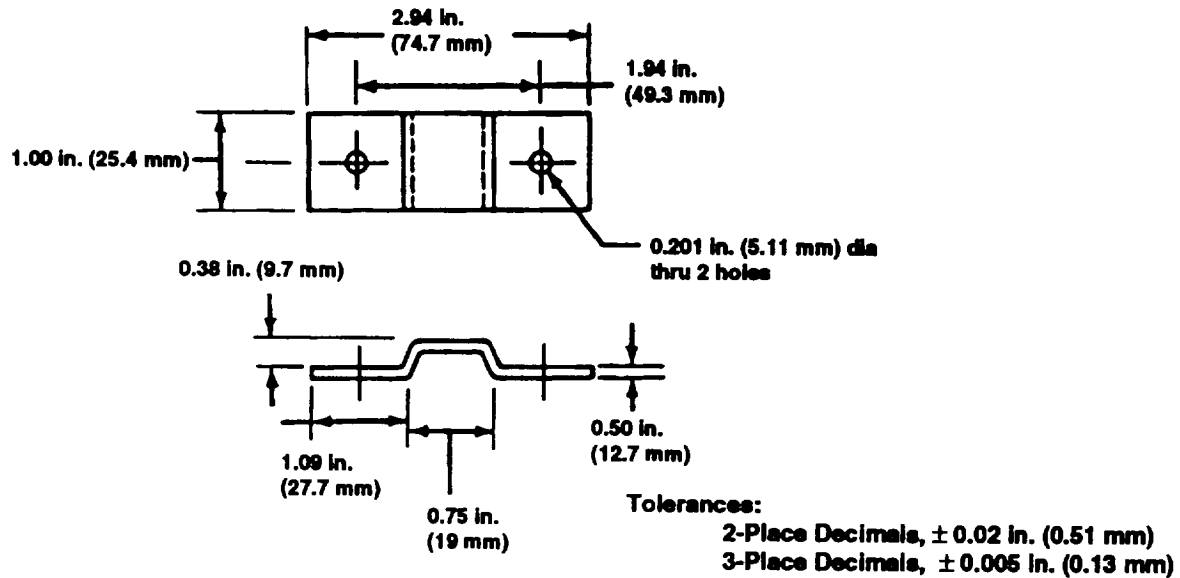 2.94 in.
(74.7 mm)
1.94 in.
(49.3 mm)
1.00 in. (25.4 mm)
0.201 in. (5.11 mm) dia
thru 2 holes
0.38 in. (9.7 mm)
0.50 in.
(12.7 mm)
1.09 in.
(27.7 mm)
0.75 in.
(19 mm)
Tolerances:
2-Place Decimals, ± 0.02 in. (0.51 mm)
3-Place Decimals, ± 0.005 in. (0.13 mm)